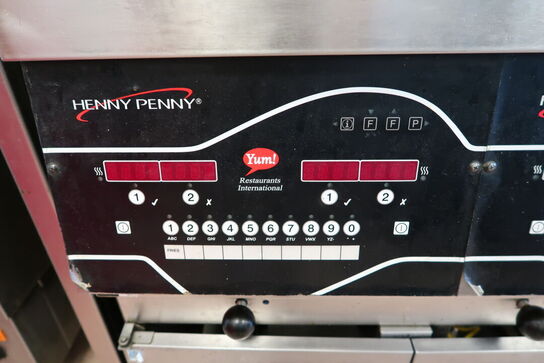 HENNY PENNY®
i F F P
Yum!
Restaurants
International
1 ✓ 2 ✗ 1 ✓ 2 ✗
1 2 3 4 5 6 7 8 9 0
ABC DEF GHI JKL MNO PQR STU VWX YZ- * +
FRIES